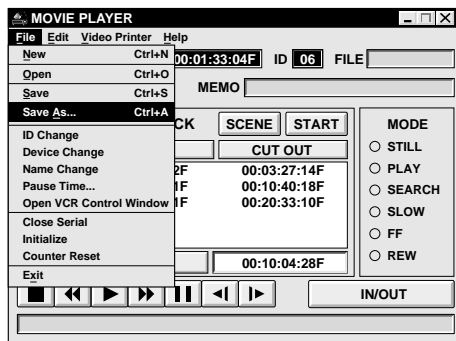 MOVIE PLAYER
File Edit Video Printer Help
New Ctrl+N
Open Ctrl+O
Save Ctrl+S
Save As... Ctrl+A
ID Change
Device Change
Name Change
Pause Time...
Open VCR Control Window
Close Serial
Initialize
Counter Reset
Exit
00:01:33:04F ID 06 FILE
MEMO
CK SCENE START
CUT OUT
2F 00:03:27:14F
1F 00:10:40:18F
1F 00:20:33:10F
00:10:04:28F
MODE
STILL
PLAY
SEARCH
SLOW
FF
REW
IN/OUT